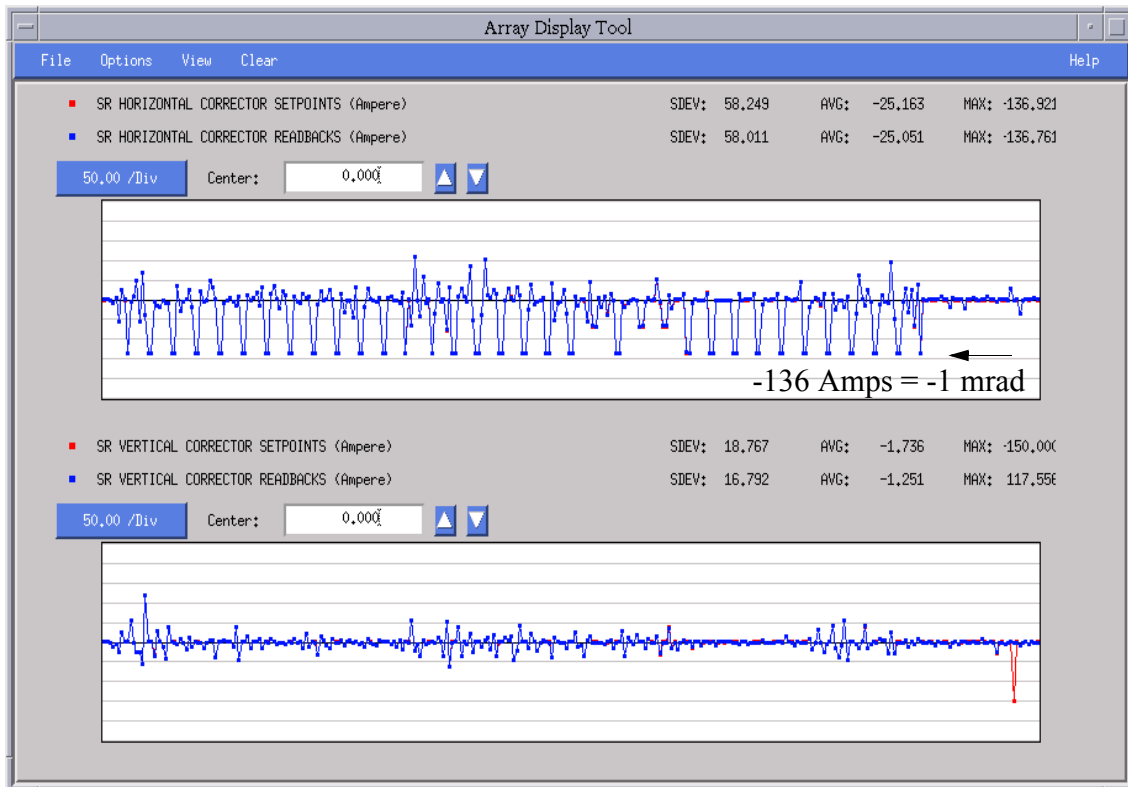 Array Display Tool
File Options View Clear Help
SR HORIZONTAL CORRECTOR SETPOINTS (Ampere) SDEV: 58.249 AVG: -25.163 MAX: -136.921
SR HORIZONTAL CORRECTOR READBACKS (Ampere) SDEV: 58.011 AVG: -25.051 MAX: -136.761
50.00 /Div Center: 0.000
-136 Amps = -1 mrad
SR VERTICAL CORRECTOR SETPOINTS (Ampere) SDEV: 18.767 AVG: -1.736 MAX: -150.000
SR VERTICAL CORRECTOR READBACKS (Ampere) SDEV: 16.792 AVG: -1.251 MAX: 117.556
50.00 /Div Center: 0.000